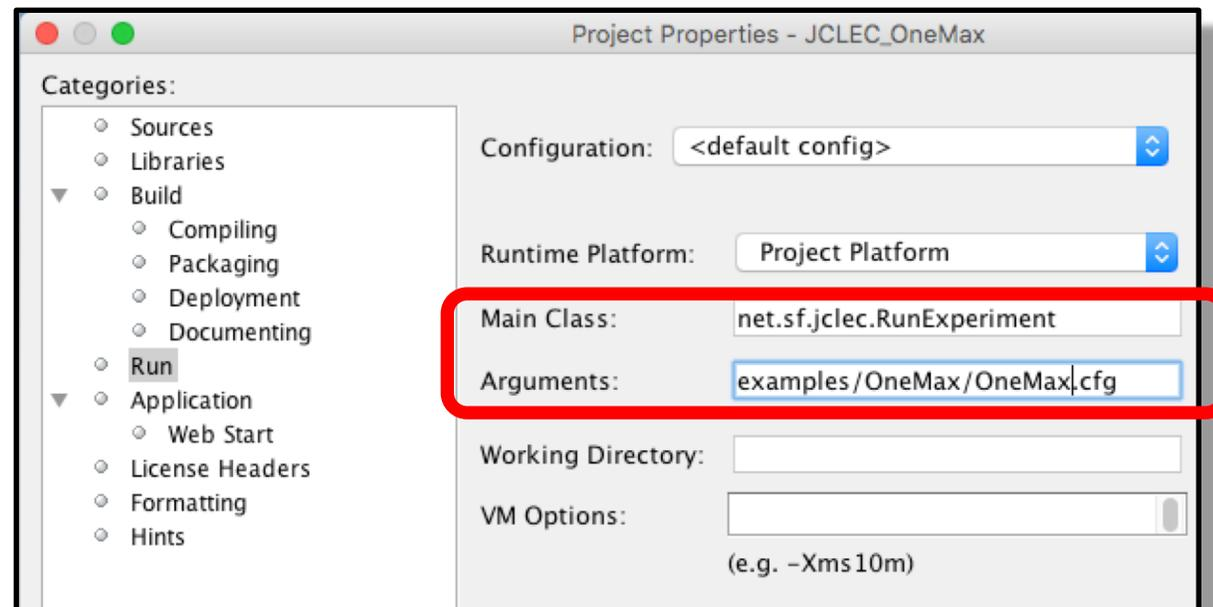 Project Properties - JCLEC_OneMax
Categories:
Sources
Libraries
Build
Compiling
Packaging
Deployment
Documenting
Run
Application
Web Start
License Headers
Formatting
Hints
Configuration: <default config>
Runtime Platform: Project Platform
Main Class: net.sf.jclec.RunExperiment
Arguments: examples/OneMax/OneMax.cfg
Working Directory:
VM Options:
(e.g. -Xms10m)